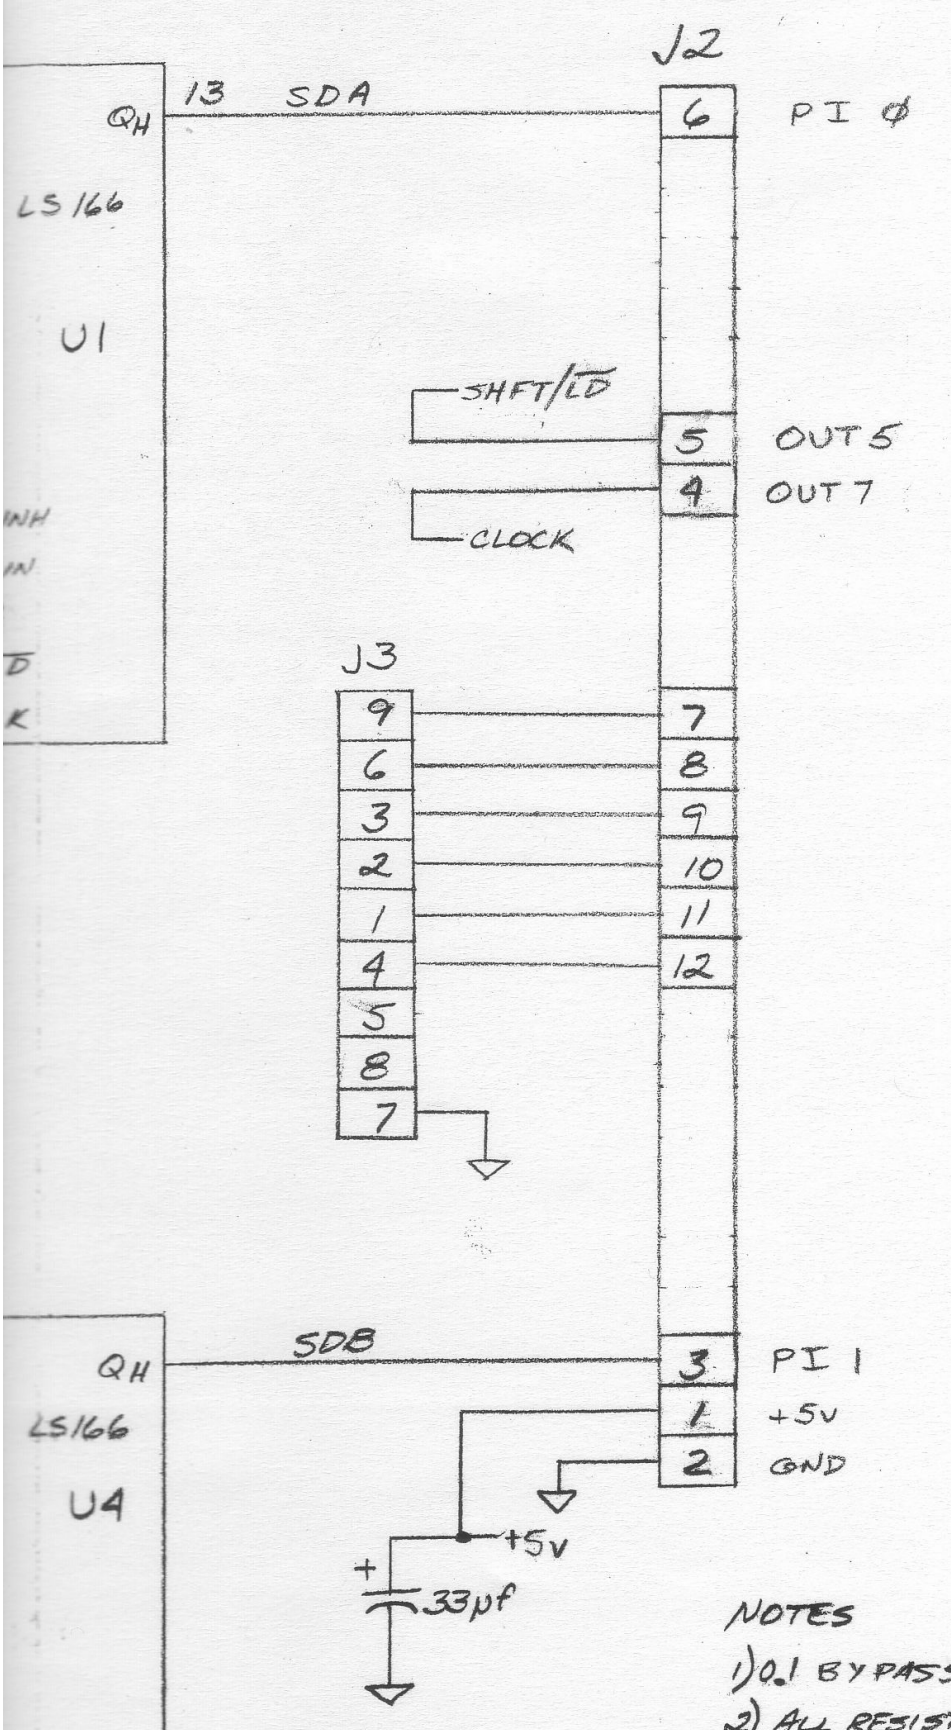 J2
13 SDA
QH
6 PI Ø
LS166
U1
SHFT/L̅D̅
5 OUT5
4 OUT7
CLOCK
INH
IN
D̅
K
J3
9 7
6 8
3 9
2 10
1 11
4 12
5
8
7
SDB
QH
3 PI 1
LS166
1 +5v
2 GND
U4
+5v
+
.33µf
NOTES
1) 0.1 BYPASS
2) ALL RESIS